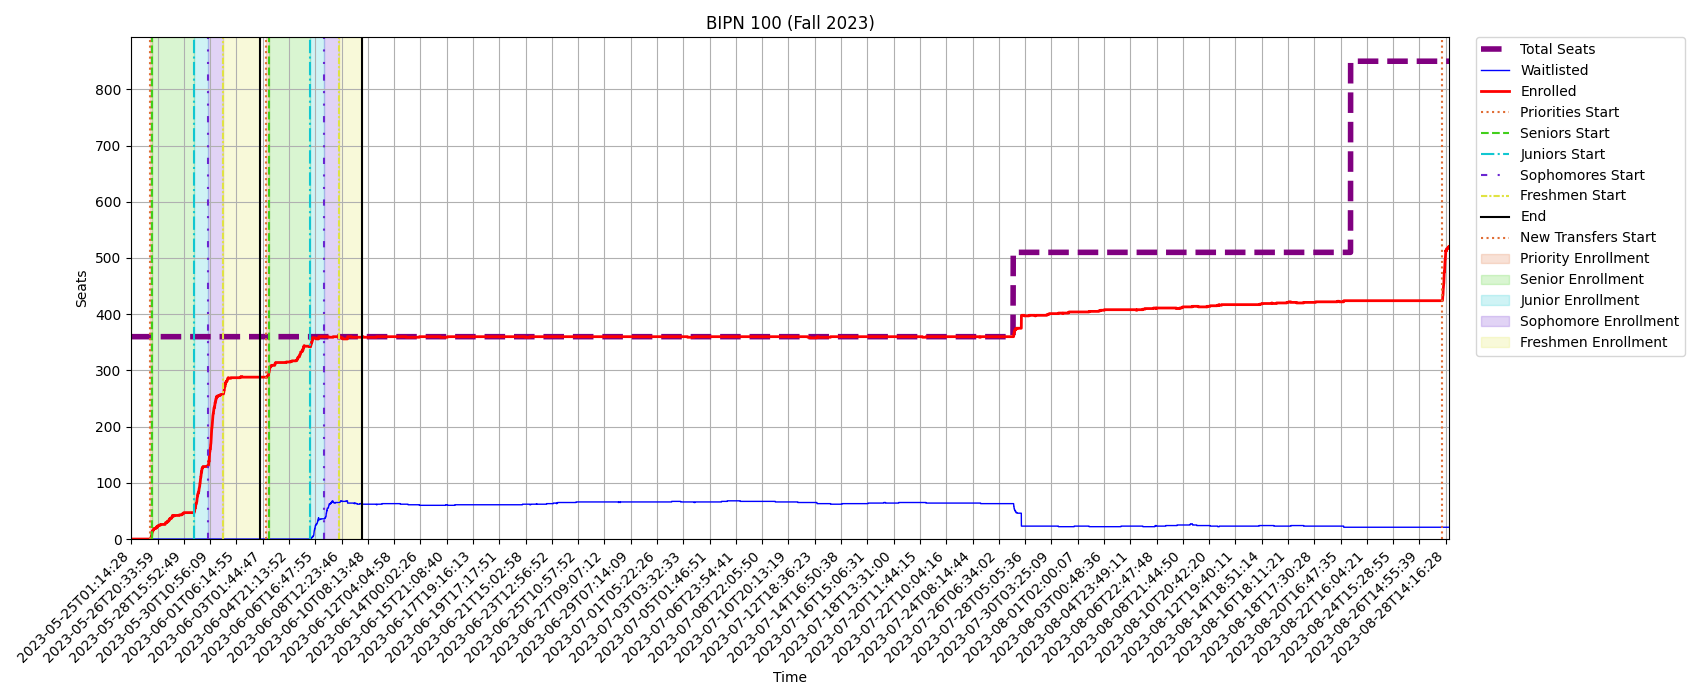 BIPN 100 (Fall 2023)
Seats
800
700
600
500
400
300
200
100
0
2023-05-25T01:14:28
2023-05-26T20:33:59
2023-05-28T15:52:49
2023-05-30T10:56:09
2023-06-01T06:14:55
2023-06-03T01:44:47
2023-06-04T21:13:52
2023-06-06T16:47:55
2023-06-08T12:23:46
2023-06-10T08:13:48
2023-06-12T04:04:58
2023-06-14T00:02:26
2023-06-15T21:08:40
2023-06-17T19:16:13
2023-06-19T17:17:51
2023-06-21T15:02:58
2023-06-23T12:56:52
2023-06-25T10:57:52
2023-06-27T09:07:12
2023-06-29T07:14:09
2023-07-01T05:22:26
2023-07-03T03:32:33
2023-07-05T01:46:51
2023-07-06T23:54:41
2023-07-08T22:05:50
2023-07-10T20:13:19
2023-07-12T18:36:23
2023-07-14T16:50:38
2023-07-16T15:06:31
2023-07-18T13:31:00
2023-07-20T11:44:15
2023-07-22T10:04:16
2023-07-24T08:14:44
2023-07-26T06:34:02
2023-07-28T05:05:36
2023-07-30T03:25:09
2023-08-01T02:00:07
2023-08-03T00:48:36
2023-08-04T23:49:11
2023-08-06T22:47:48
2023-08-08T21:44:50
2023-08-10T20:42:20
2023-08-12T19:40:11
2023-08-14T18:51:14
2023-08-16T18:11:21
2023-08-18T17:30:28
2023-08-20T16:47:35
2023-08-22T16:04:21
2023-08-24T15:28:55
2023-08-26T14:55:39
2023-08-28T14:16:28
Time
Total Seats
Waitlisted
Enrolled
Priorities Start
Seniors Start
Juniors Start
Sophomores Start
Freshmen Start
End
New Transfers Start
Priority Enrollment
Senior Enrollment
Junior Enrollment
Sophomore Enrollment
Freshmen Enrollment